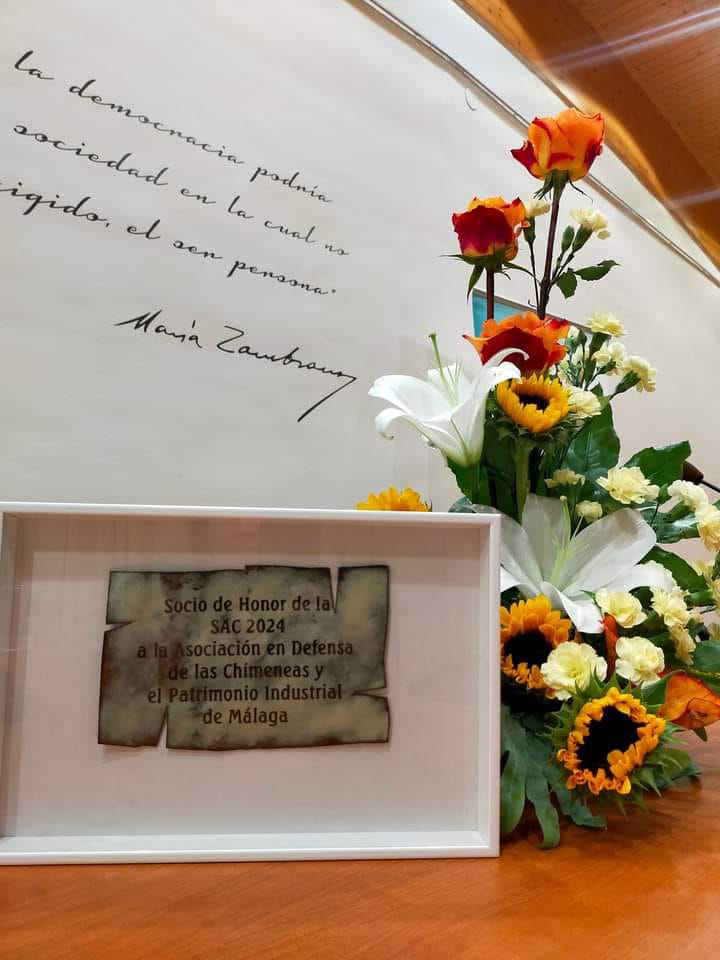 la democracia podría
sociedad en la cual no
igido, el ser persona"
María Zambrano
Socio de Honor de la
SAC 2024
a la Asociación en Defensa
de las Chimeneas y
el Patrimonio Industrial
de Málaga